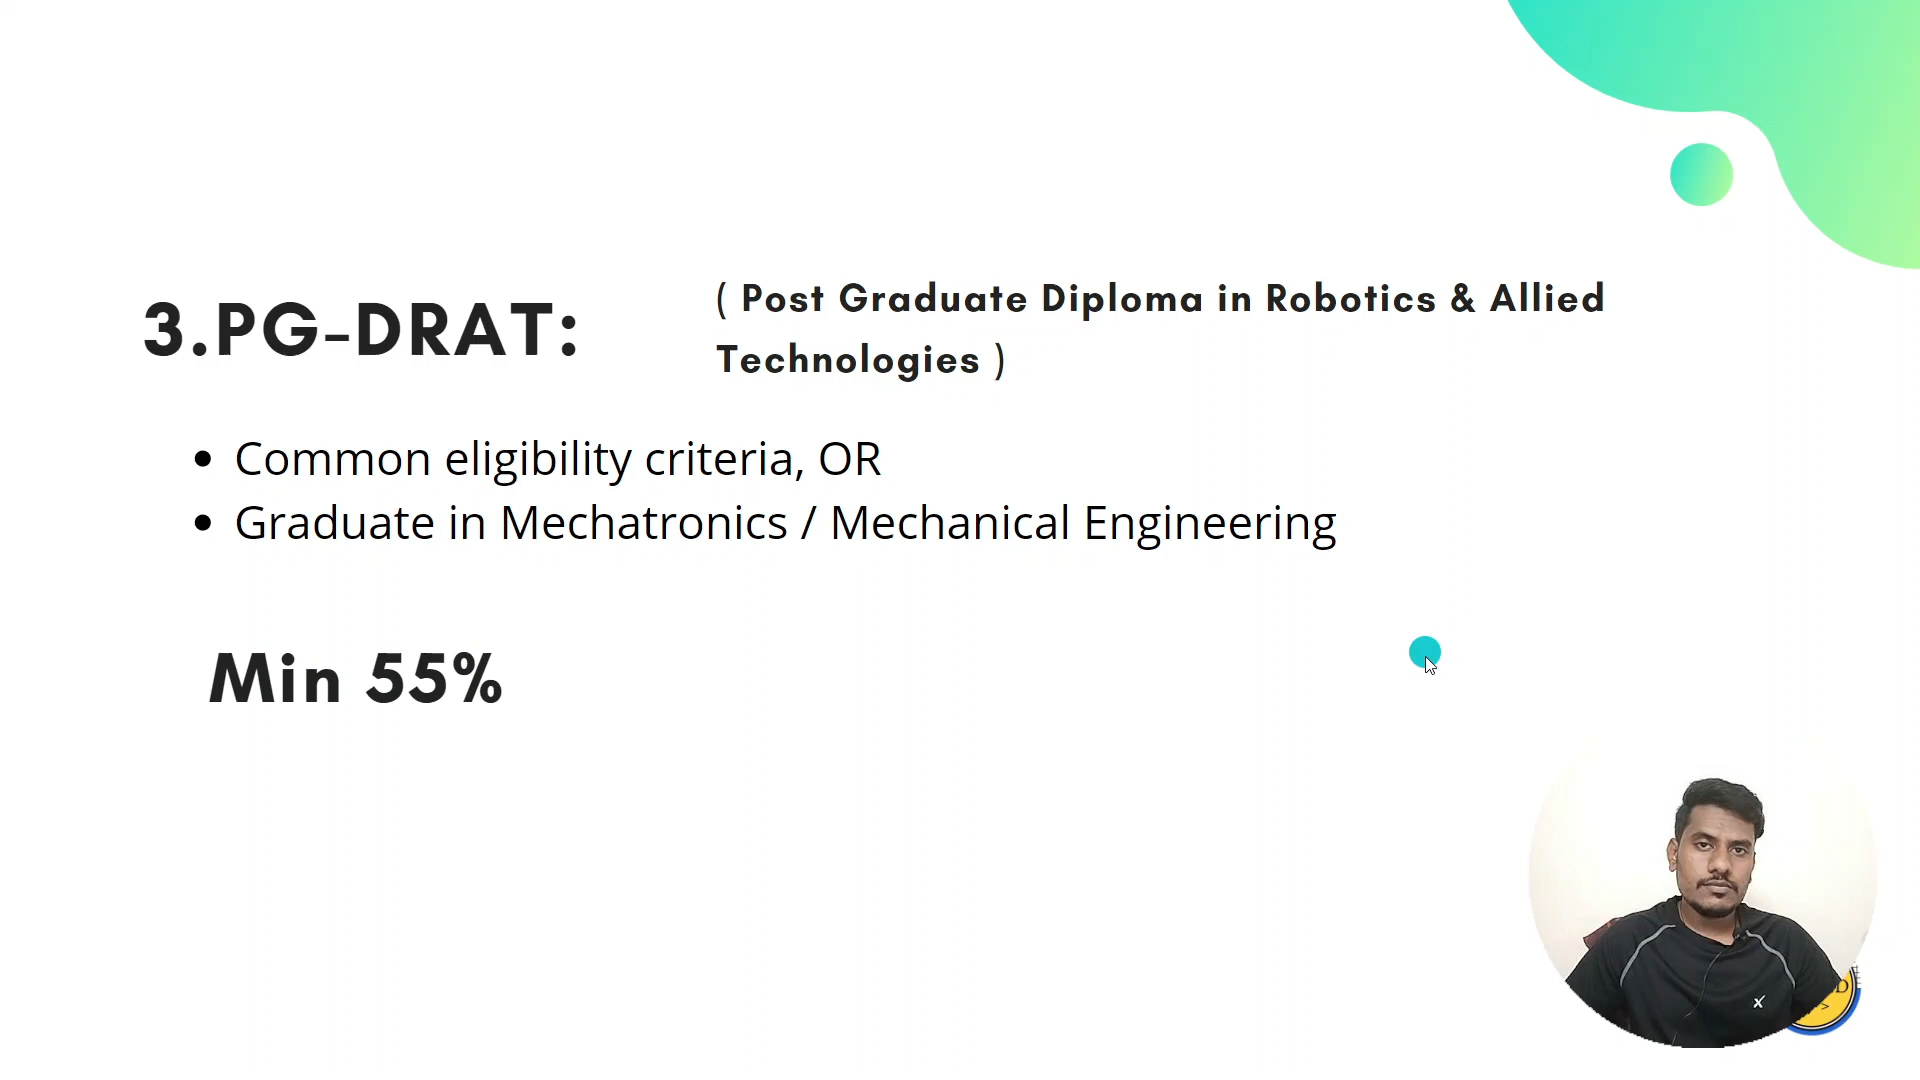 3.PG-DRAT:
( Post Graduate Diploma in Robotics & Allied
Technologies )
• Common eligibility criteria, OR
• Graduate in Mechatronics / Mechanical Engineering
Min 55%